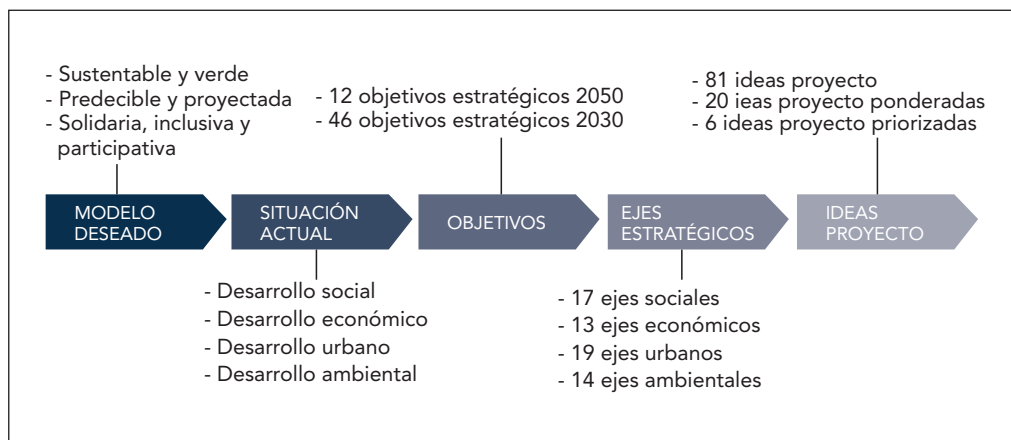 - Sustentable y verde
- Predecible y proyectada
- Solidaria, inclusiva y
participativa
- 12 objetivos estratégicos 2050
- 46 objetivos estratégicos 2030
- 81 ideas proyecto
- 20 ieas proyecto ponderadas
- 6 ideas proyecto priorizadas
MODELO
DESEADO
SITUACIÓN
ACTUAL
OBJETIVOS
EJES
ESTRATÉGICOS
IDEAS
PROYECTO
- Desarrollo social
- Desarrollo económico
- Desarrollo urbano
- Desarrollo ambiental
- 17 ejes sociales
- 13 ejes económicos
- 19 ejes urbanos
- 14 ejes ambientales